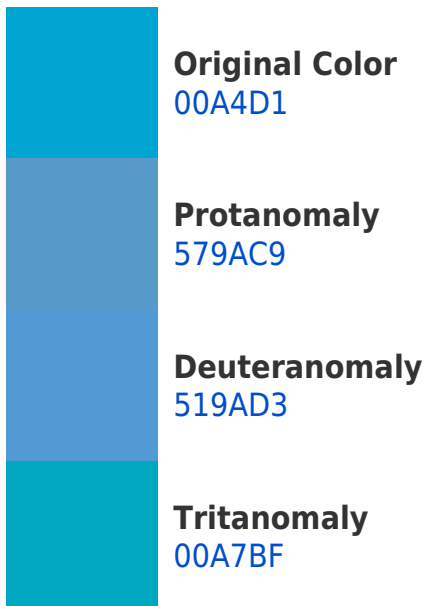 Original Color
00A4D1
Protanomaly
579AC9
Deuteranomaly
519AD3
Tritanomaly
00A7BF